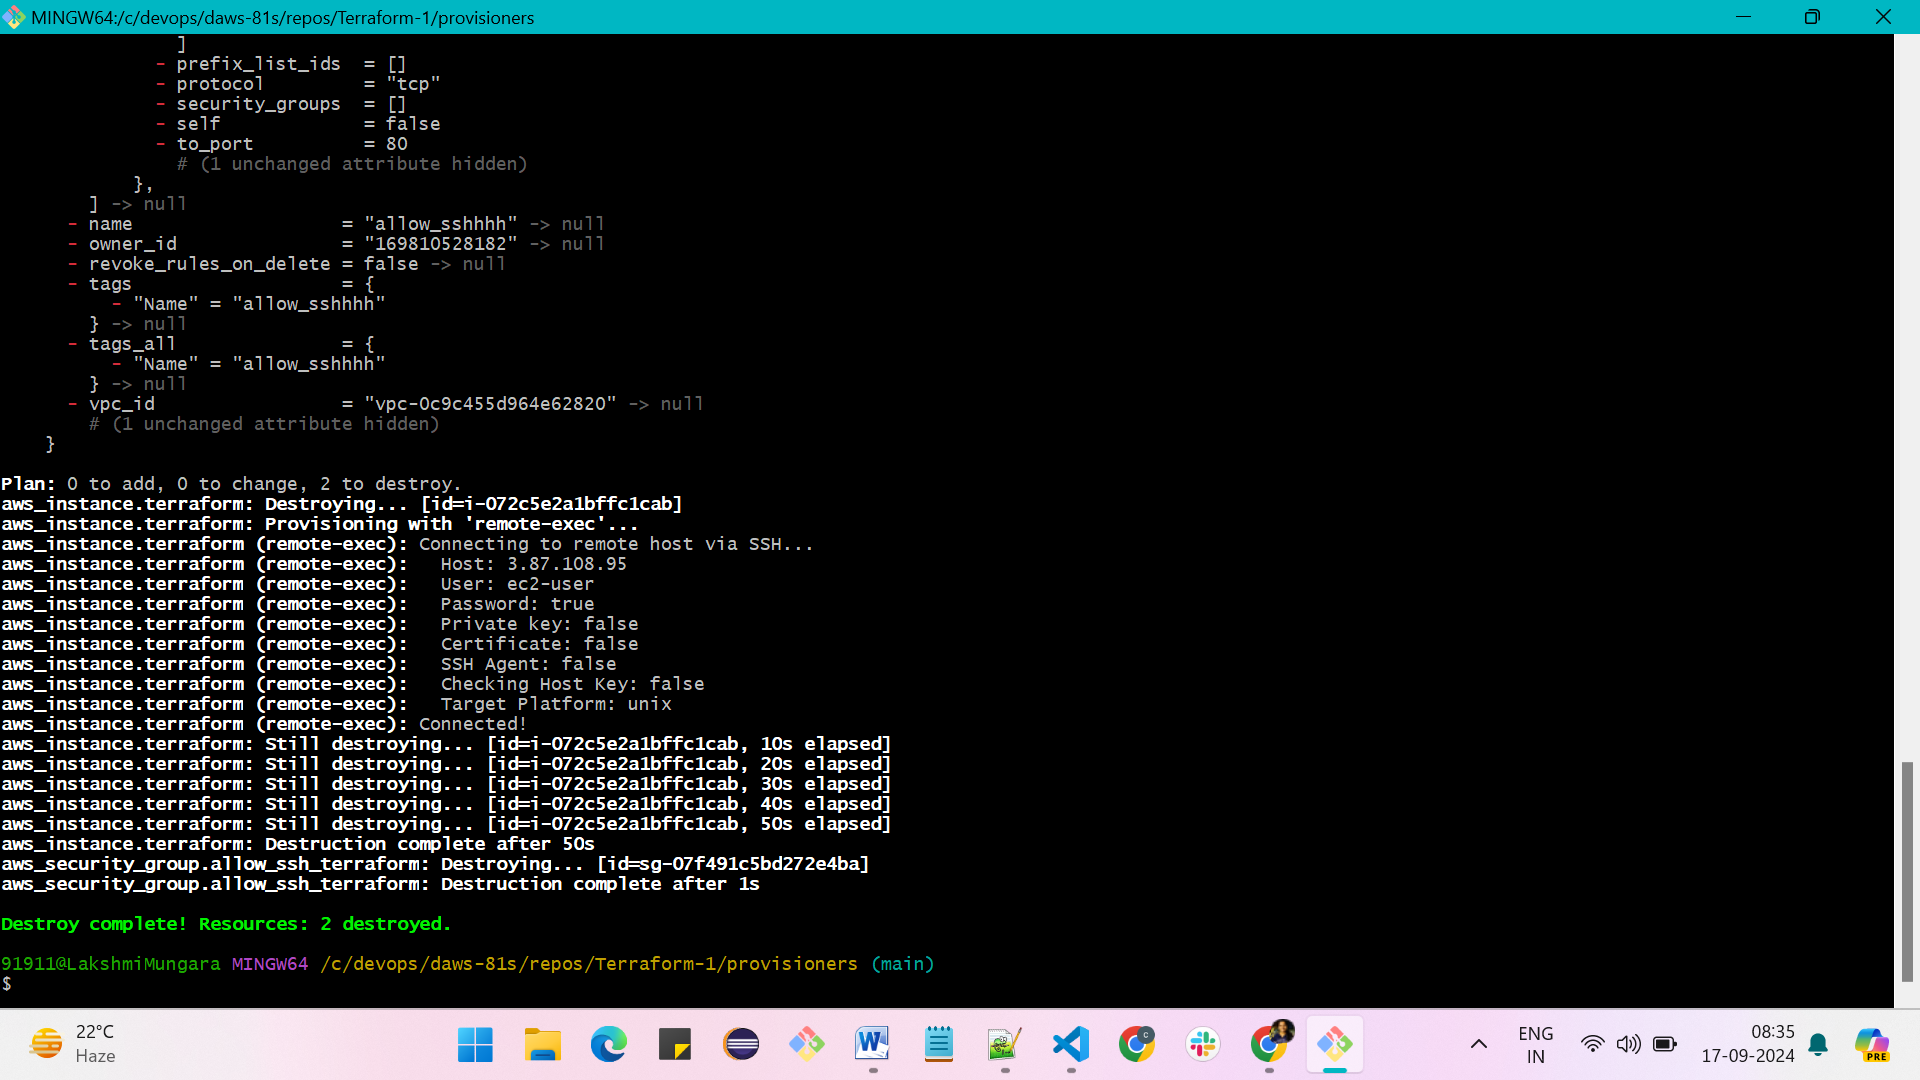 MINGW64:/c/devops/daws-81s/repos/Terraform-1/provisioners
]
- prefix_list_ids  = []
- protocol         = "tcp"
- security_groups  = []
- self             = false
- to_port          = 80
# (1 unchanged attribute hidden)
},
] -> null
- name                   = "allow_sshhhh" -> null
- owner_id               = "169810528182" -> null
- revoke_rules_on_delete = false -> null
- tags                   = {
- "Name" = "allow_sshhhh"
} -> null
- tags_all               = {
- "Name" = "allow_sshhhh"
} -> null
- vpc_id                 = "vpc-0c9c455d964e62820" -> null
# (1 unchanged attribute hidden)
}
Plan: 0 to add, 0 to change, 2 to destroy.
aws_instance.terraform: Destroying... [id=i-072c5e2a1bffc1cab]
aws_instance.terraform: Provisioning with 'remote-exec'...
aws_instance.terraform (remote-exec): Connecting to remote host via SSH...
aws_instance.terraform (remote-exec):   Host: 3.87.108.95
aws_instance.terraform (remote-exec):   User: ec2-user
aws_instance.terraform (remote-exec):   Password: true
aws_instance.terraform (remote-exec):   Private key: false
aws_instance.terraform (remote-exec):   Certificate: false
aws_instance.terraform (remote-exec):   SSH Agent: false
aws_instance.terraform (remote-exec):   Checking Host Key: false
aws_instance.terraform (remote-exec):   Target Platform: unix
aws_instance.terraform (remote-exec): Connected!
aws_instance.terraform: Still destroying... [id=i-072c5e2a1bffc1cab, 10s elapsed]
aws_instance.terraform: Still destroying... [id=i-072c5e2a1bffc1cab, 20s elapsed]
aws_instance.terraform: Still destroying... [id=i-072c5e2a1bffc1cab, 30s elapsed]
aws_instance.terraform: Still destroying... [id=i-072c5e2a1bffc1cab, 40s elapsed]
aws_instance.terraform: Still destroying... [id=i-072c5e2a1bffc1cab, 50s elapsed]
aws_instance.terraform: Destruction complete after 50s
aws_security_group.allow_ssh_terraform: Destroying... [id=sg-07f491c5bd272e4ba]
aws_security_group.allow_ssh_terraform: Destruction complete after 1s
Destroy complete! Resources: 2 destroyed.
91911@LakshmiMungara MINGW64 /c/devops/daws-81s/repos/Terraform-1/provisioners (main)
$
22°C
Haze
W
C
ENG
IN
08:35
17-09-2024
PRE